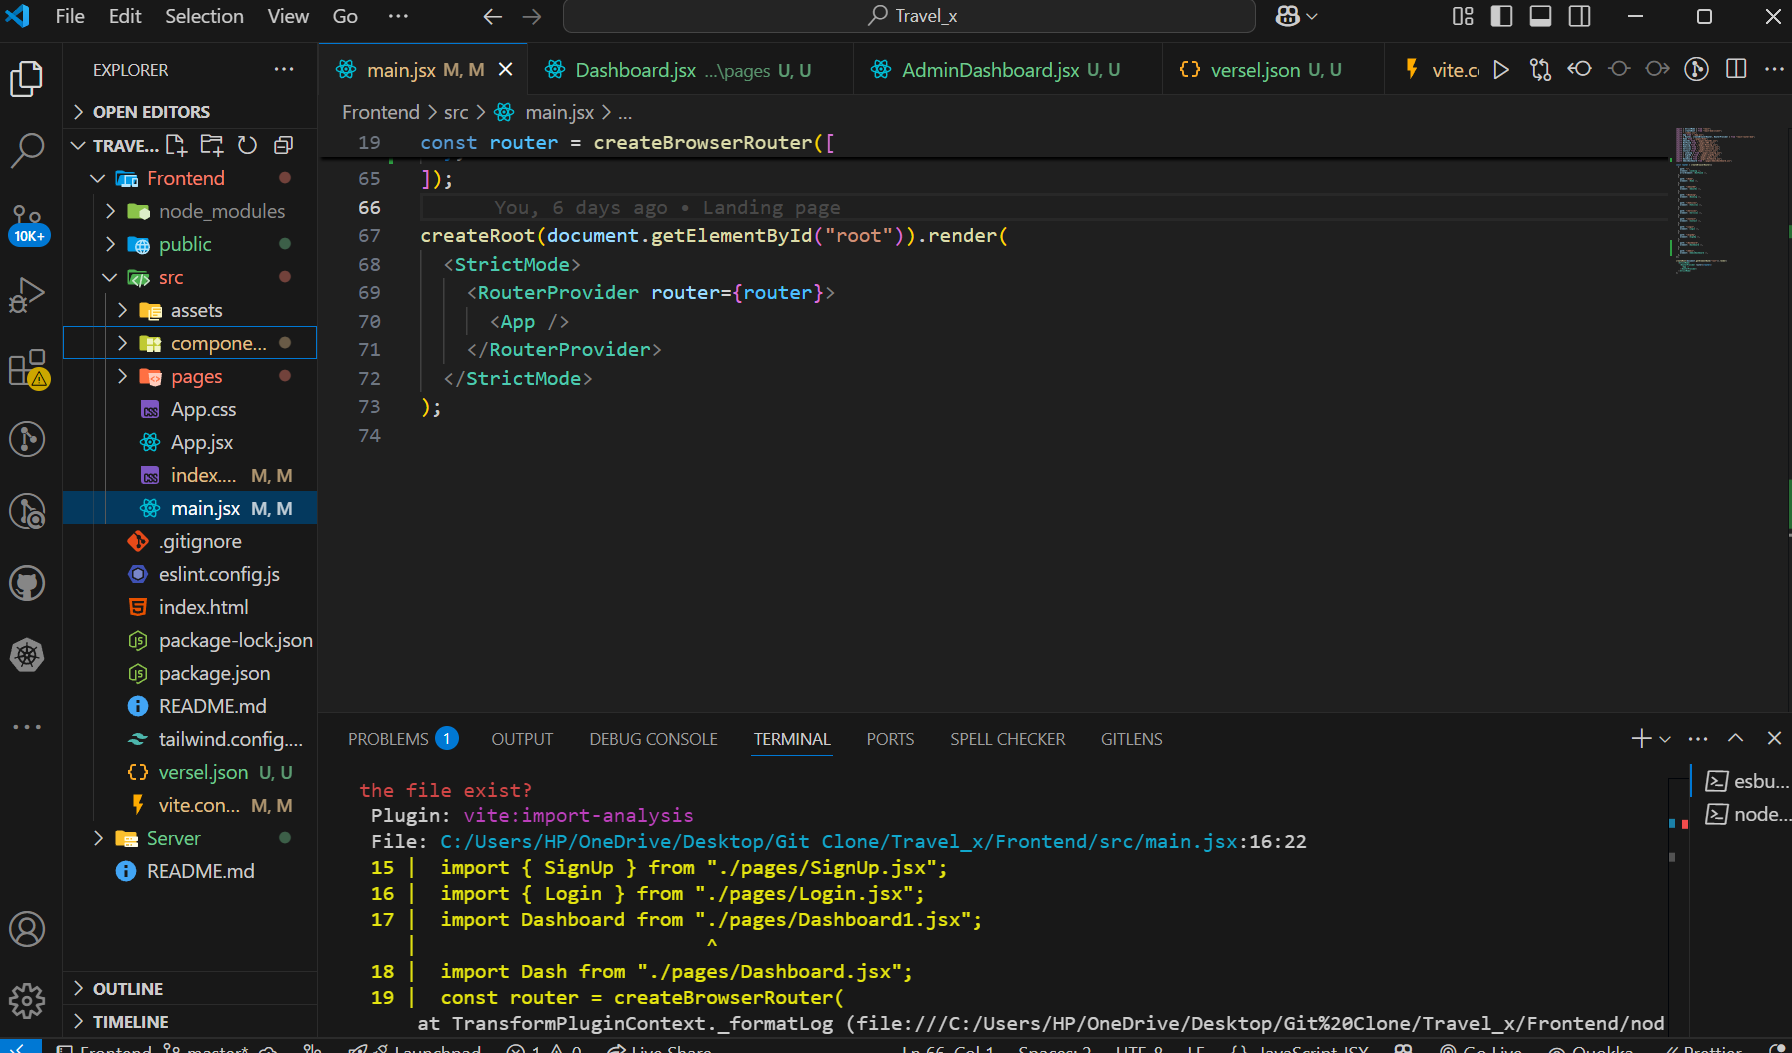 File Edit Selection View Go ··· Travel_x
EXPLORER ···
main.jsx M, M
Dashboard.jsx ...\pages U, U
AdminDashboard.jsx U, U
versel.json U, U
vite.c
Frontend > src > main.jsx > ...
OPEN EDITORS
TRAVE...
Frontend
node_modules
public
src
assets
compone...
pages
App.css
App.jsx
index.... M, M
main.jsx M, M
.gitignore
eslint.config.js
index.html
package-lock.json
package.json
README.md
tailwind.config....
versel.json U, U
vite.con... M, M
Server
README.md
OUTLINE
TIMELINE
10K+
19 const router = createBrowserRouter([
65 ]);
66 You, 6 days ago • Landing page
67 createRoot(document.getElementById("root")).render(
68 <StrictMode>
69 <RouterProvider router={router}>
70 <App />
71 </RouterProvider>
72 </StrictMode>
73 );
74
PROBLEMS 1 OUTPUT DEBUG CONSOLE TERMINAL PORTS SPELL CHECKER GITLENS
the file exist?
Plugin: vite:import-analysis
File: C:/Users/HP/OneDrive/Desktop/Git Clone/Travel_x/Frontend/src/main.jsx:16:22
15 | import { SignUp } from "./pages/SignUp.jsx";
16 | import { Login } from "./pages/Login.jsx";
17 | import Dashboard from "./pages/Dashboard1.jsx";
| ^
18 | import Dash from "./pages/Dashboard.jsx";
19 | const router = createBrowserRouter(
at TransformPluginContext._formatLog (file:///C:/Users/HP/OneDrive/Desktop/Git%20Clone/Travel_x/Frontend/nod
esbu...
node...
Frontend master* Launchpad 1 0 Live Share Ln 66, Col 1 Spaces: 2 UTF-8 LF {} JavaScript JSX Go Live Quokka Prettier